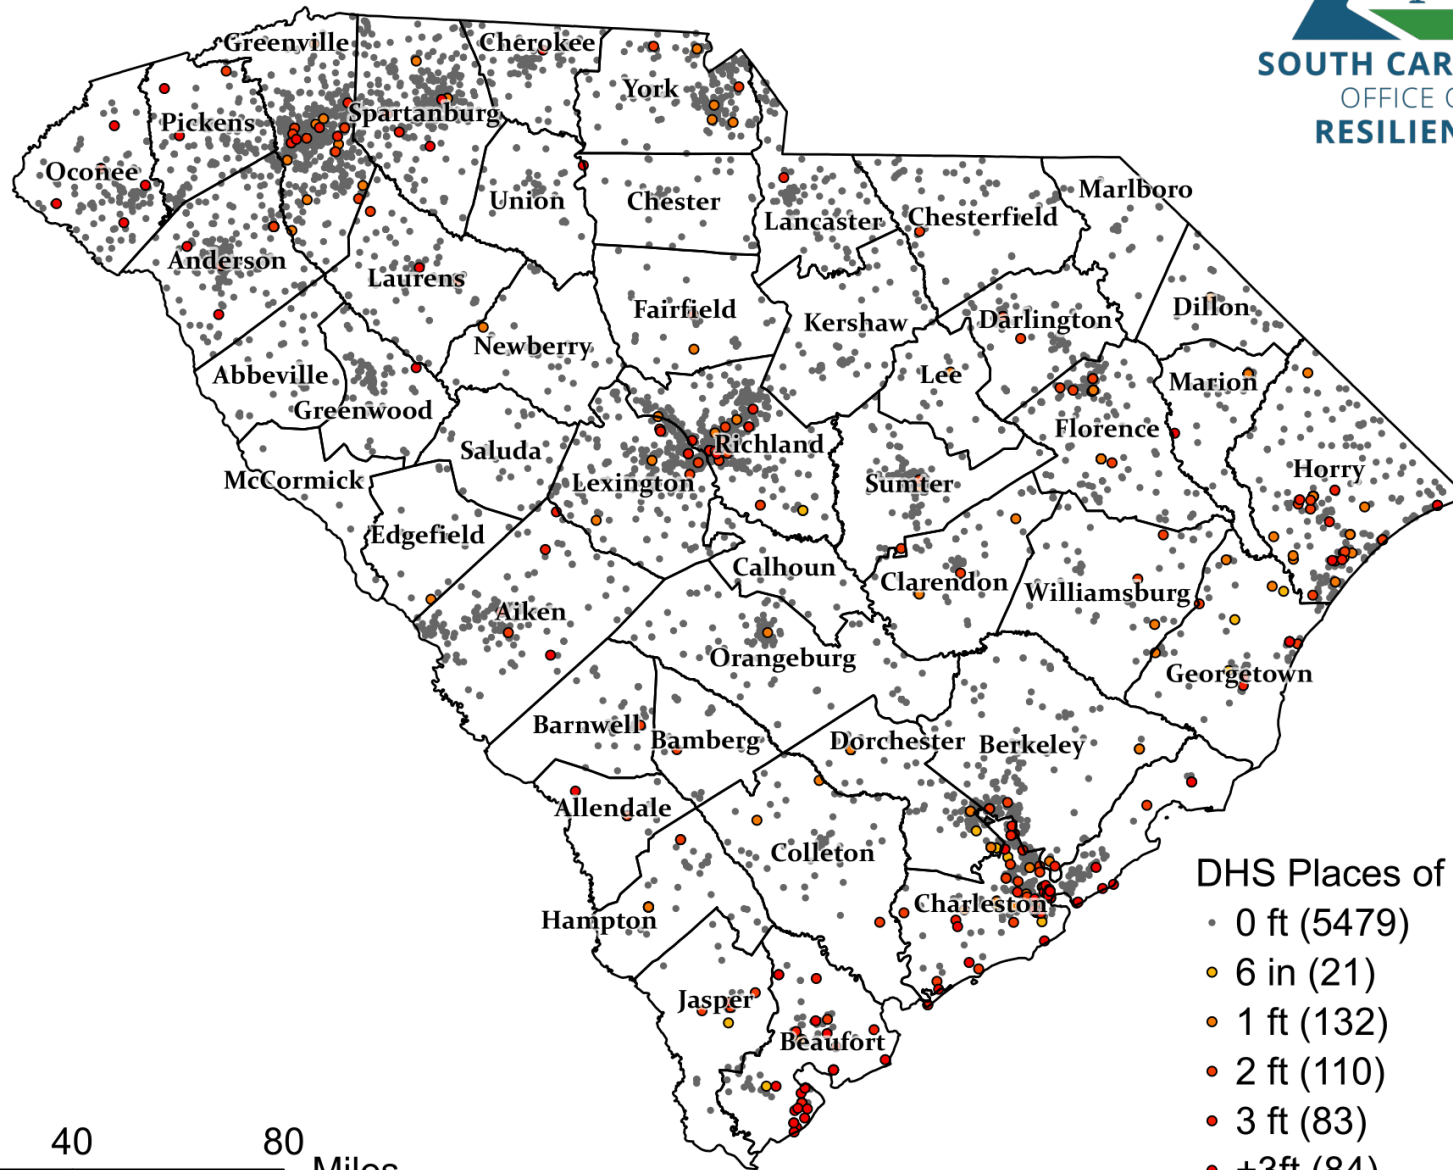 SOUTH CAR
OFFICE O
RESILIEN
Greenville
Cherokee
York
Spartanburg
Pickens
Oconee
Union
Chester
Lancaster
Chesterfield
Marlboro
Anderson
Laurens
Fairfield
Kershaw
Darlington
Dillon
Newberry
Abbeville
Greenwood
Lee
Marion
Florence
Saluda
Richland
McCormick
Lexington
Sumter
Horry
Edgefield
Calhoun
Clarendon
Williamsburg
Aiken
Orangeburg
Georgetown
Barnwell
Bamberg
Dorchester
Berkeley
Allendale
Colleton
Hampton
Charleston
Jasper
Beaufort
DHS Places of
0 ft (5479)
6 in (21)
1 ft (132)
2 ft (110)
3 ft (83)
+3ft (84)
40 80
Miles